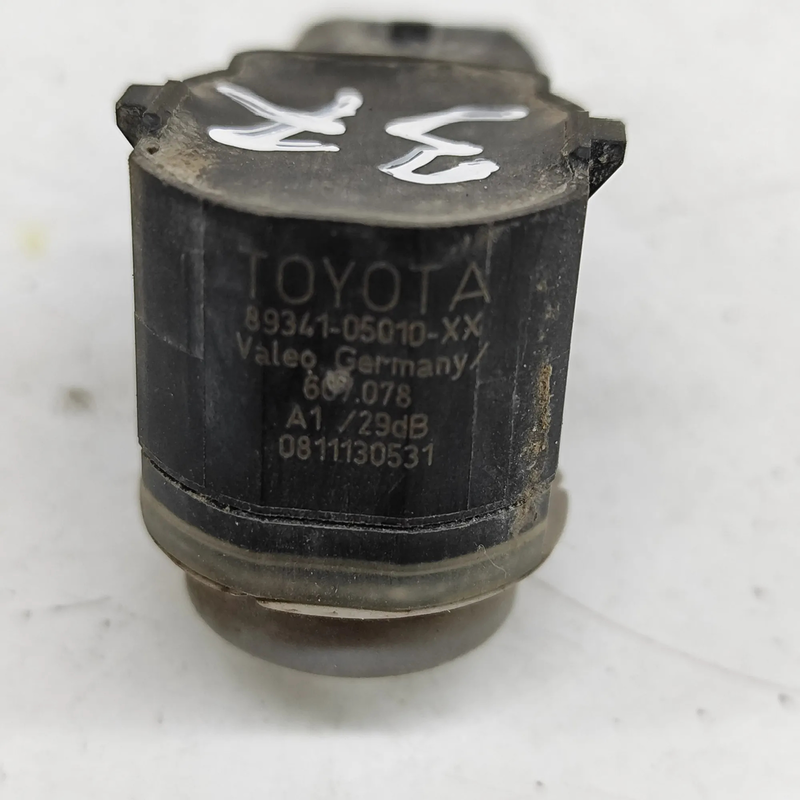 TOYOTA
89341-05010-XX
Valeo Germany/
607.078
A1 /29dB
0811130531